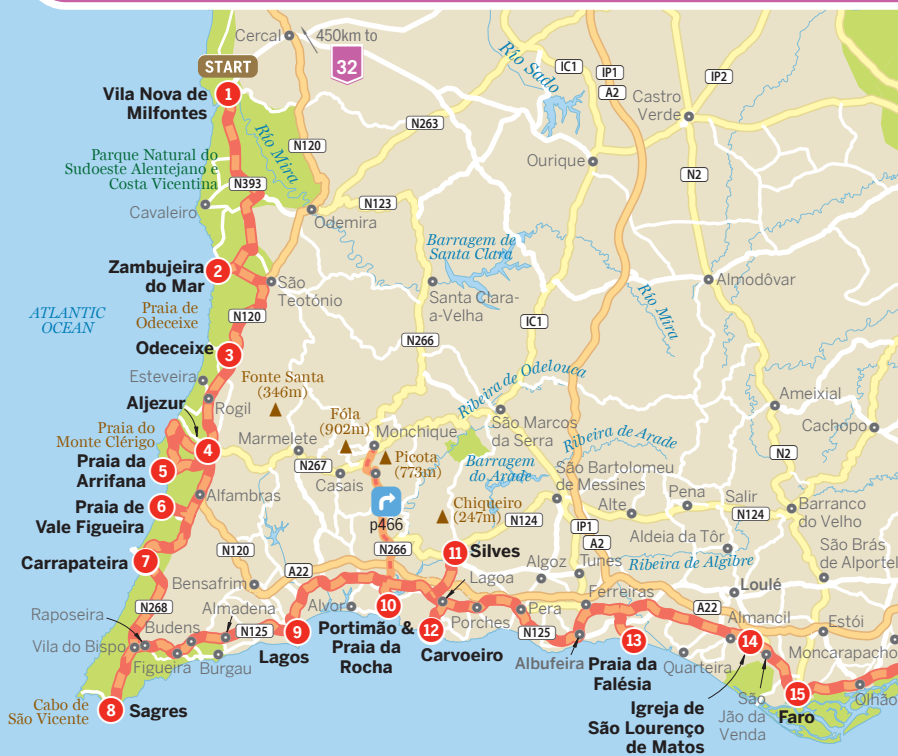 Cercal
450km to
32
START
1
Vila Nova de
Milfontes
Río Mira
N120
N263
Río Sado
IC1
IP1
A2
IP2
Castro
Verde
Ourique
N2
Parque Natural do
Sudoeste Alentejano e
Costa Vicentina
N393
Cavaleiro
N123
Odemira
Barragem de
Santa Clara
Santa Clara-
a-Velha
Río Mira
Almodôvar
2
Zambujeira
do Mar
São
Teotónio
ATLANTIC
OCEAN
Praia de
Odeceixe
N120
IC1
N266
Odeceixe
3
Esteveira
Fonte Santa
(346m)
Ribeira de Odelouca
Ameixial
Aljezur
Rogil
Fóla
(902m)
Monchique
São Marcos
da Serra
Cachopo
Praia do
Monte Clérigo
4
Marmelete
Picota
(773m)
Ribeira de Arade
N2
Praia da
Arrifana
5
N267
Casais
Barragem
do Arade
São Bartolomeu
de Messines
Pena
Salir
Praia de
Vale Figueira
6
Alfambras
p466
Chiqueiro
(247m)
N124
Alte
N124
Barranco
do Velho
IP1
A2
Aldeia da Tôr
Carrapateira
7
N120
N266
11
Silves
Algoz
Tunes
Ribeira de Algibre
São Brás
de Alportel
Bensafrim
A22
Lagoa
Ferreiras
Loulé
N268
Almadena
Alvor
10
Porches
Pera
A22
Almancil
Estói
Raposeira
Budens
N125
9
Lagos
Portimão &
Praia da
Rocha
12
Carvoeiro
N125
13
14
Moncarapacho
Vila do Bispo
Figueira
Burgau
Albufeira
Praia da
Falésia
Quarteira
Cabo de
São Vicente
8
Sagres
Igreja de
São Lourenço
de Matos
São
Jão da
Venda
15
Faro
Olhão